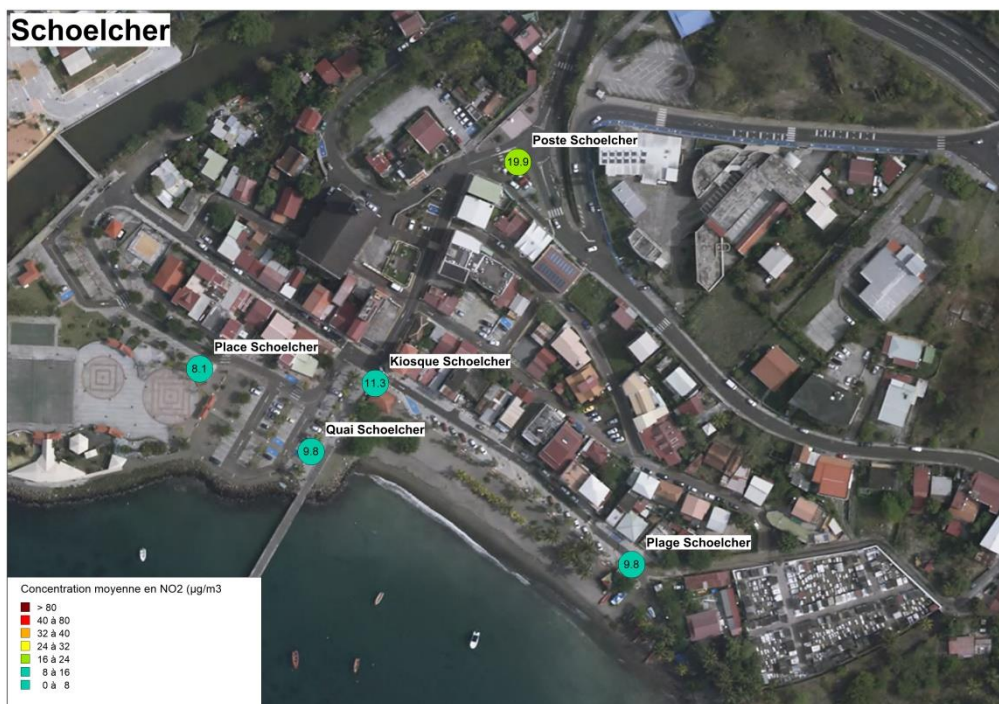 Schoelcher
Poste Schoelcher
19.9
Place Schoelcher
8.1
Kiosque Schoelcher
11.3
Quai Schoelcher
9.8
Plage Schoelcher
9.8
Concentration moyenne en NO2 (µg/m3
> 80
40 à 80
32 à 40
24 à 32
16 à 24
8 à 16
0 à 8